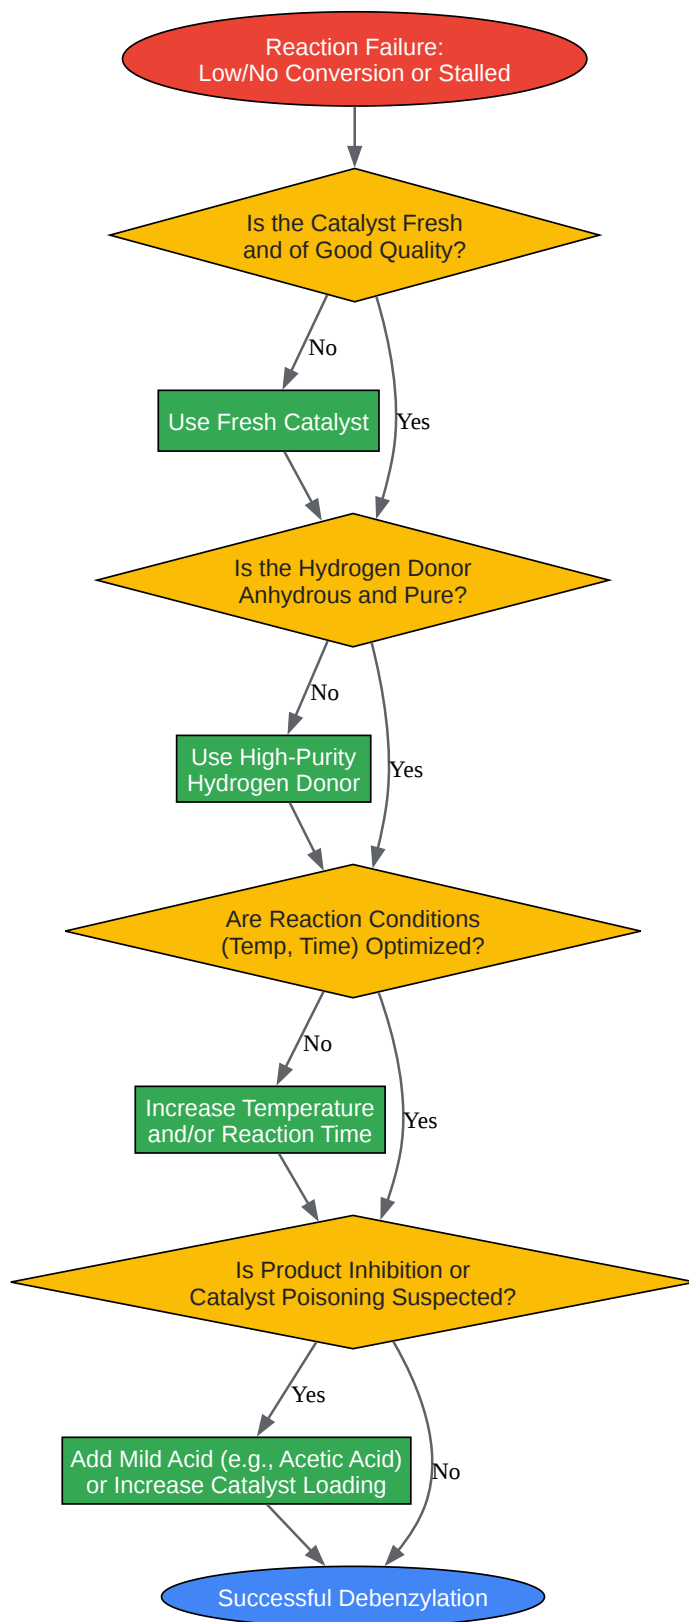 Reaction Failure:
Low/No Conversion or Stalled
Is the Catalyst Fresh
and of Good Quality?
No
Use Fresh Catalyst
Yes
Is the Hydrogen Donor
Anhydrous and Pure?
No
Use High-Purity
Hydrogen Donor
Yes
Are Reaction Conditions
(Temp, Time) Optimized?
No
Increase Temperature
and/or Reaction Time
Yes
Is Product Inhibition or
Catalyst Poisoning Suspected?
Yes
Add Mild Acid (e.g., Acetic Acid)
or Increase Catalyst Loading
No
Successful Debenzylation